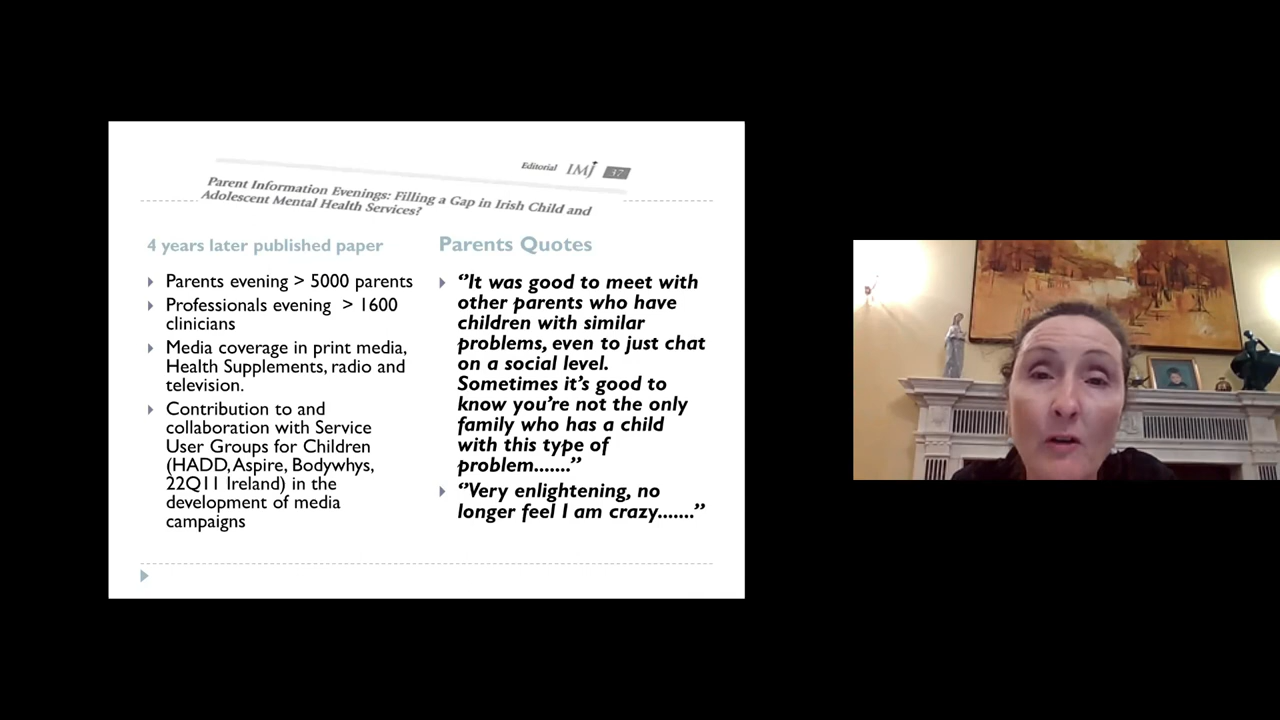 Editorial IMJ 37
Parent Information Evenings: Filling a Gap in Irish Child and
Adolescent Mental Health Services?
4 years later published paper
Parents evening > 5000 parents
Professionals evening > 1600
clinicians
Media coverage in print media,
Health Supplements, radio and
television.
Contribution to and
collaboration with Service
User Groups for Children
(HADD, Aspire, Bodywhys,
22Q11 Ireland) in the
development of media
campaigns
Parents Quotes
“It was good to meet with
other parents who have
children with similar
problems, even to just chat
on a social level.
Sometimes it’s good to
know you’re not the only
family who has a child
with this type of
problem.......”
“Very enlightening, no
longer feel I am crazy.......”